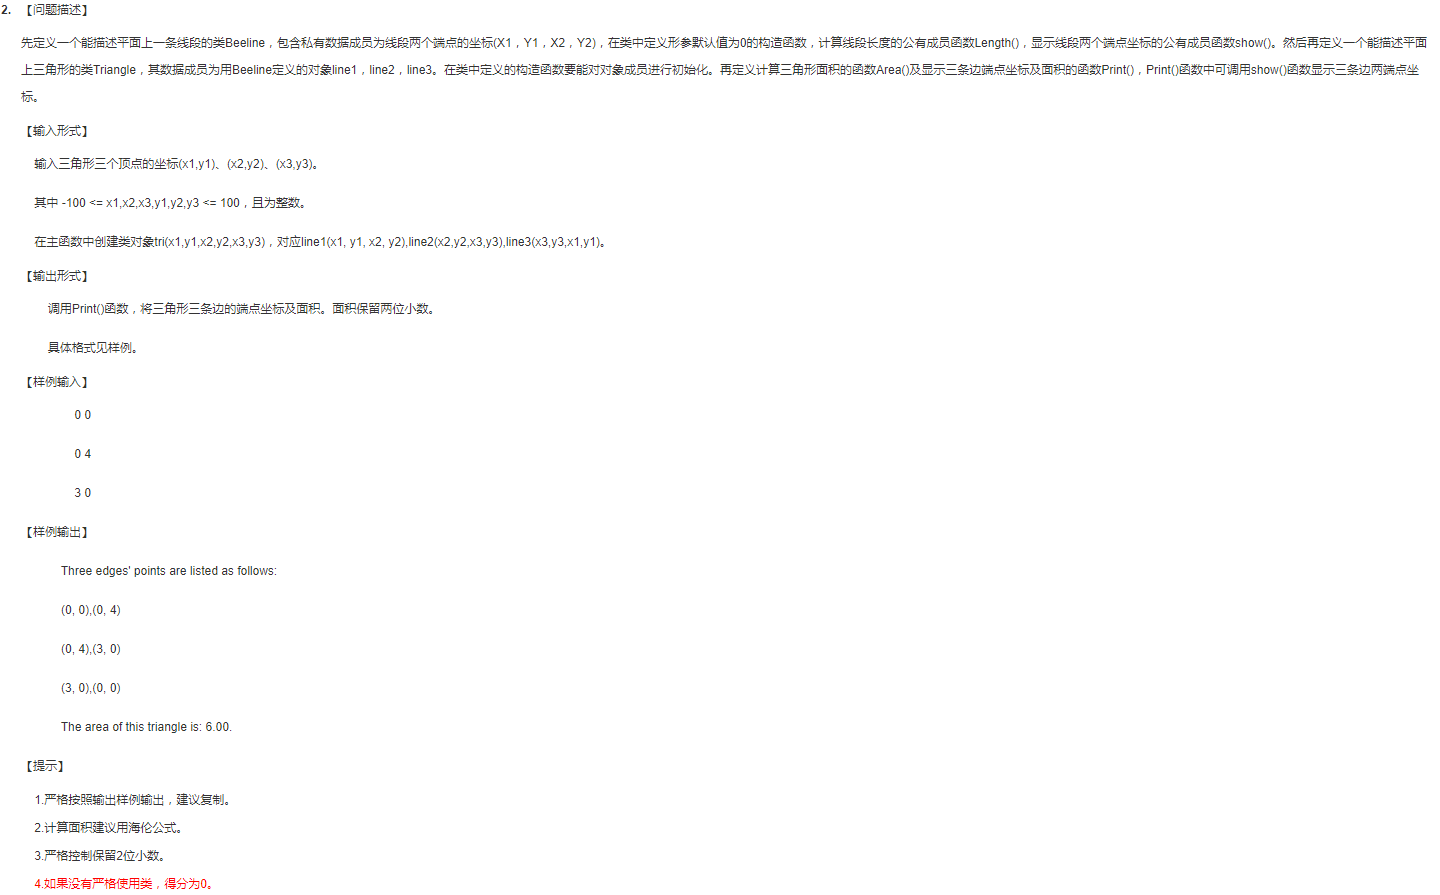 2. 【问题描述】
先定义一个能描述平面上一条线段的类Beeline，包含私有数据成员为线段两个端点的坐标(X1，Y1，X2，Y2)，在类中定义形参默认值为0的构造函数，计算线段长度的公有成员函数Length()，显示线段两个端点坐标的公有成员函数show()。然后再定义一个能描述平面
上三角形的类Triangle，其数据成员为用Beeline定义的对象line1，line2，line3。在类中定义的构造函数要能对对象成员进行初始化。再定义计算三角形面积的函数Area()及显示三条边端点坐标及面积的函数Print()，Print()函数中可调用show()函数显示三条边两端点坐
标。
【输入形式】
输入三角形三个顶点的坐标(x1,y1)、(x2,y2)、(x3,y3)。
其中 -100 <= x1,x2,x3,y1,y2,y3 <= 100，且为整数。
在主函数中创建类对象tri(x1,y1,x2,y2,x3,y3)，对应line1(x1, y1, x2, y2),line2(x2,y2,x3,y3),line3(x3,y3,x1,y1)。
【输出形式】
调用Print()函数，将三角形三条边的端点坐标及面积。面积保留两位小数。
具体格式见样例。
【样例输入】
0 0
0 4
3 0
【样例输出】
Three edges' points are listed as follows:
(0, 0),(0, 4)
(0, 4),(3, 0)
(3, 0),(0, 0)
The area of this triangle is: 6.00.
【提示】
1.严格按照输出样例输出，建议复制。
2.计算面积建议用海伦公式。
3.严格控制保留2位小数。
4.如果没有严格使用类，得分为0。